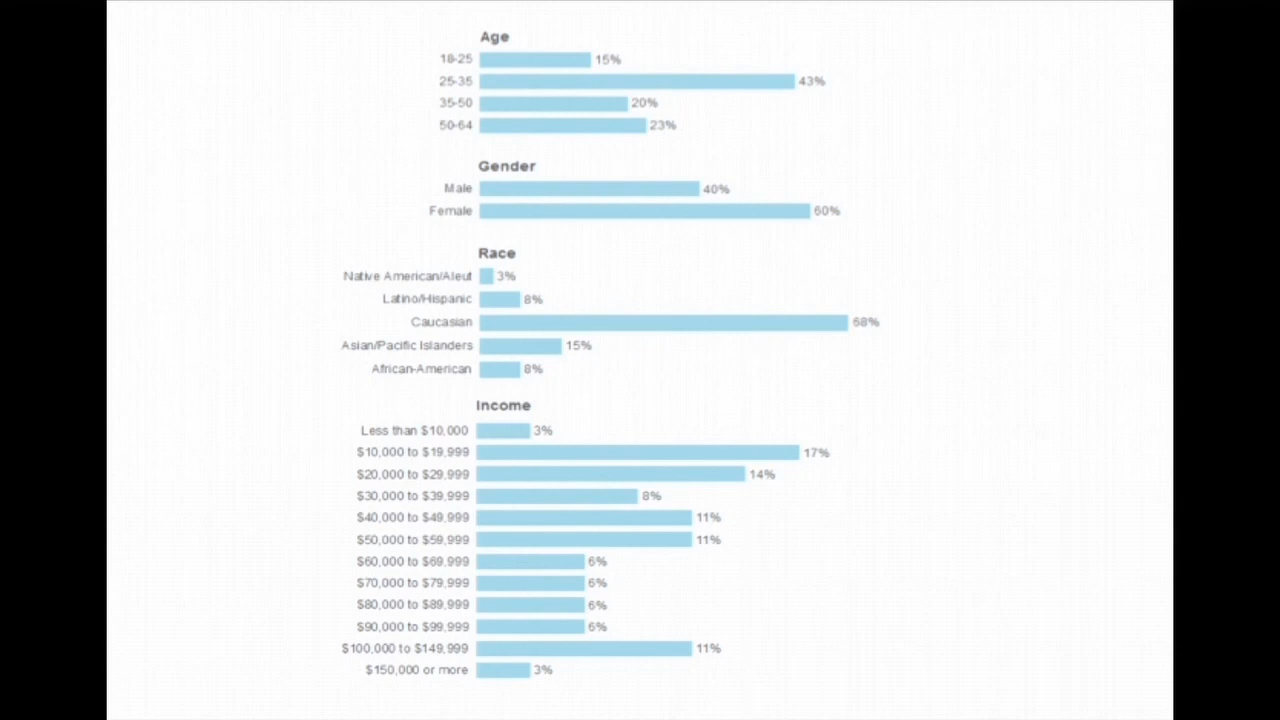 Age
18-25 15%
25-35 43%
35-50 20%
50-64 23%
Gender
Male 40%
Female 60%
Race
Native American/Aleut 3%
Latino/Hispanic 8%
Caucasian 68%
Asian/Pacific Islanders 15%
African-American 8%
Income
Less than $10,000 3%
$10,000 to $19,999 17%
$20,000 to $29,999 14%
$30,000 to $39,999 8%
$40,000 to $49,999 11%
$50,000 to $59,999 11%
$60,000 to $69,999 6%
$70,000 to $79,999 6%
$80,000 to $89,999 6%
$90,000 to $99,999 6%
$100,000 to $149,999 11%
$150,000 or more 3%